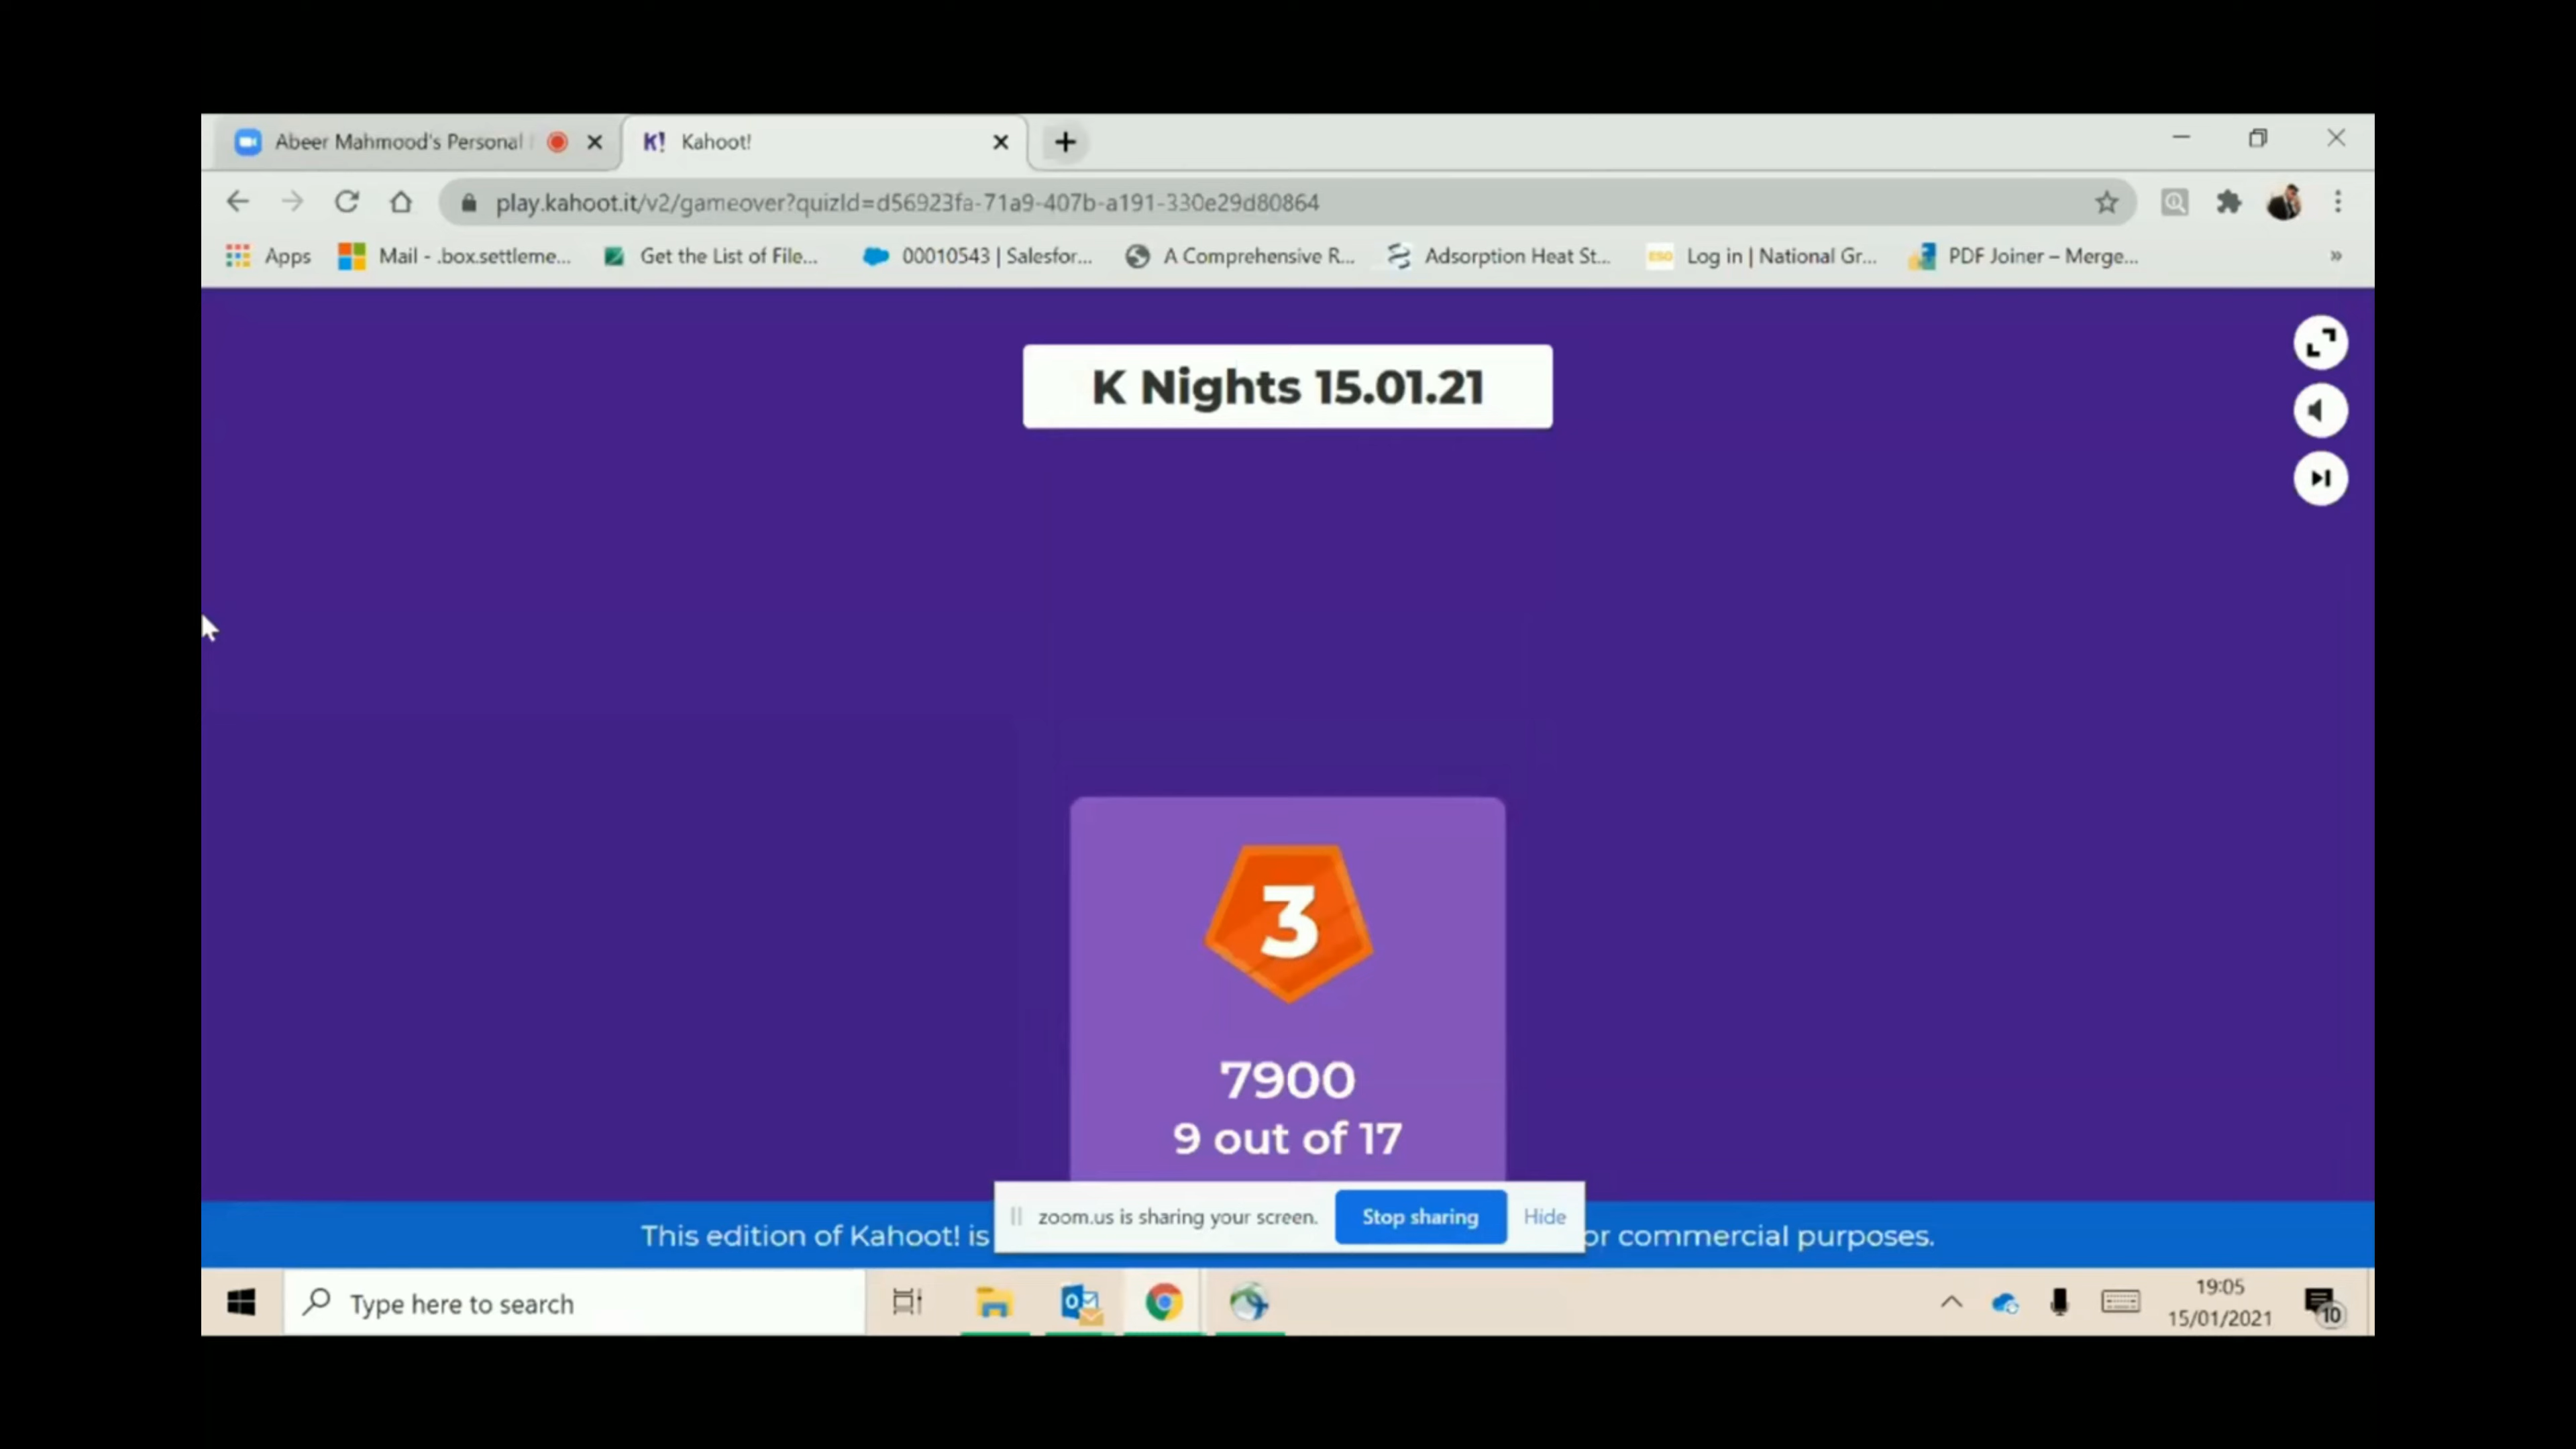 Abeer Mahmood's Personal
K! Kahoot!
play.kahoot.it/v2/gameover?quizId=d56923fa-71a9-407b-a191-330e29d80864
Apps Mail - .box.settleme... Get the List of File... 00010543 | Salesfor... A Comprehensive R... Adsorption Heat St... ESO Log in | National Gr... PDF Joiner – Merge... »
K Nights 15.01.21
3
7900
9 out of 17
zoom.us is sharing your screen. Stop sharing Hide
This edition of Kahoot! is or commercial purposes.
Type here to search
19:05
15/01/2021
10